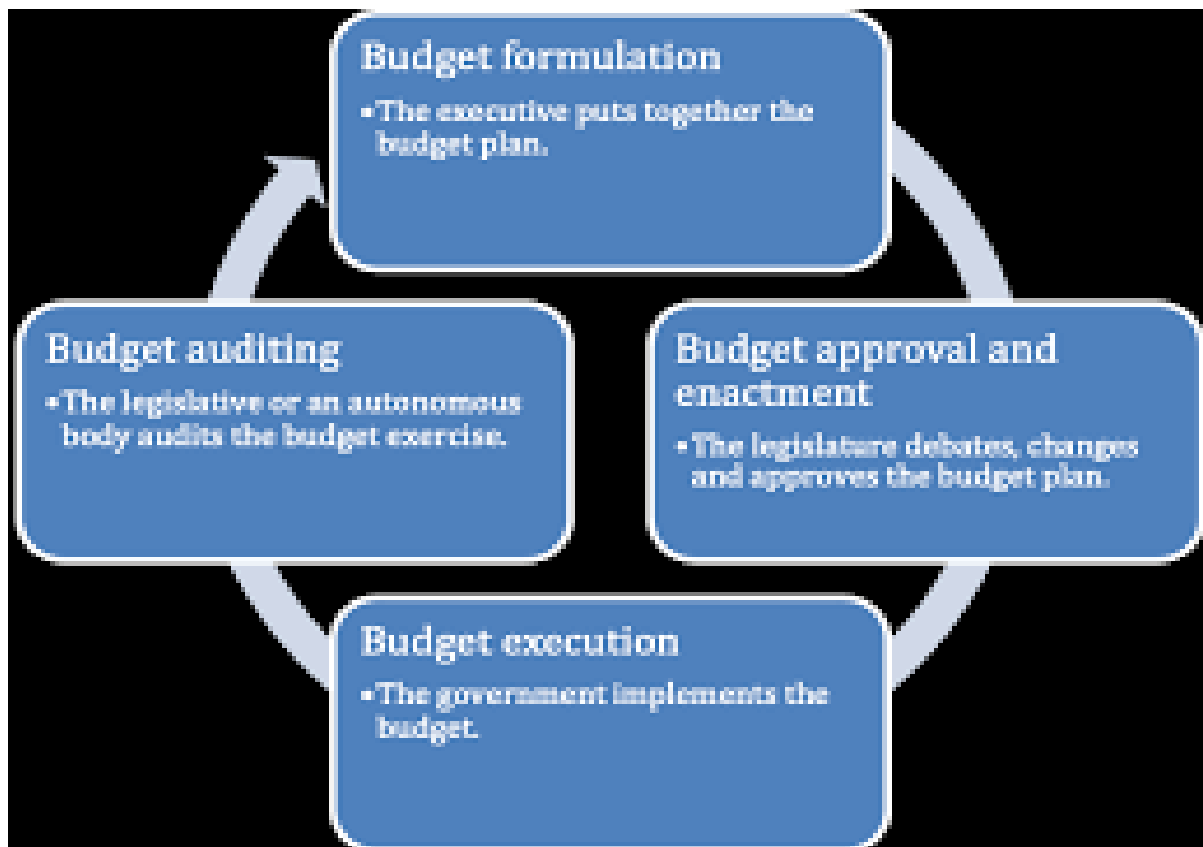 Budget formulation
•The executive puts together the
budget plan.
Budget approval and
enactment
•The legislature debates, changes
and approves the budget plan.
Budget execution
•The government implements the
budget.
Budget auditing
•The legislative or an autonomous
body audits the budget exercise.